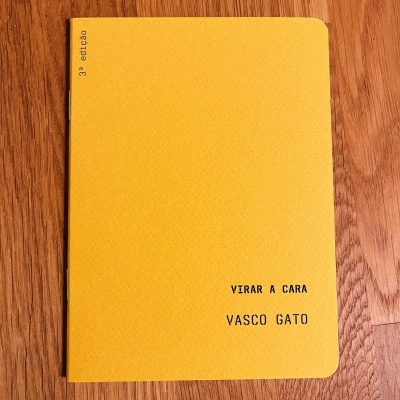 3ª edição
VIRAR A CARA
VASCO GATO